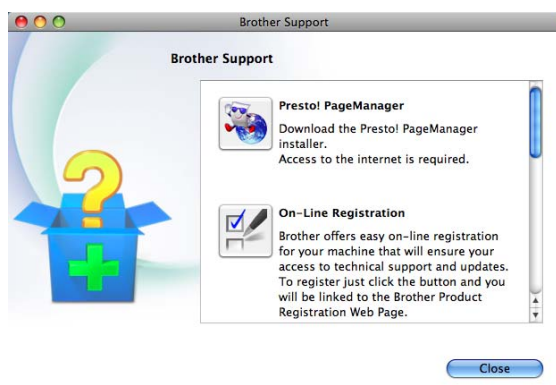 Brother Support
Brother Support
Presto! PageManager
Download the Presto! PageManager
installer.
Access to the internet is required.
On-Line Registration
Brother offers easy on-line registration
for your machine that will ensure your
access to technical support and updates.
To register just click the button and you
will be linked to the Brother Product
Registration Web Page.
Close